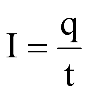 I = q/t